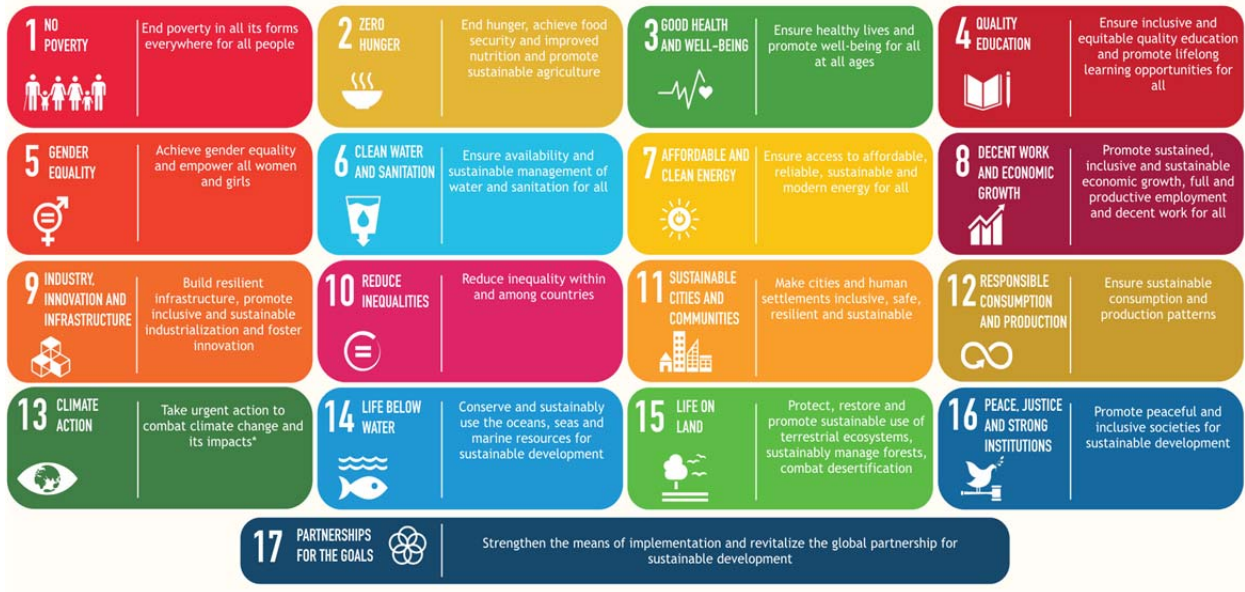 1 NO
POVERTY
End poverty in all its forms
everywhere for all people
2 ZERO
HUNGER
End hunger, achieve food
security and improved
nutrition and promote
sustainable agriculture
3 GOOD HEALTH
AND WELL-BEING
Ensure healthy lives and
promote well-being for all
at all ages
4 QUALITY
EDUCATION
Ensure inclusive and
equitable quality education
and promote lifelong
learning opportunities for
all
5 GENDER
EQUALITY
Achieve gender equality
and empower all women
and girls
6 CLEAN WATER
AND SANITATION
Ensure availability and
sustainable management of
water and sanitation for all
7 AFFORDABLE AND
CLEAN ENERGY
Ensure access to affordable,
reliable, sustainable and
modern energy for all
8 DECENT WORK
AND ECONOMIC
GROWTH
Promote sustained,
inclusive and sustainable
economic growth, full and
productive employment
and decent work for all
9 INDUSTRY,
INNOVATION AND
INFRASTRUCTURE
Build resilient
infrastructure, promote
inclusive and sustainable
industrialization and foster
innovation
10 REDUCE
INEQUALITIES
Reduce inequality within
and among countries
11 SUSTAINABLE
CITIES AND
COMMUNITIES
Make cities and human
settlements inclusive, safe,
resilient and sustainable
12 RESPONSIBLE
CONSUMPTION
AND PRODUCTION
Ensure sustainable
consumption and
production patterns
13 CLIMATE
ACTION
Take urgent action to
combat climate change and
its impacts*
14 LIFE BELOW
WATER
Conserve and sustainably
use the oceans, seas and
marine resources for
sustainable development
15 LIFE ON
LAND
Protect, restore and
promote sustainable use of
terrestrial ecosystems,
sustainably manage forests,
combat desertification
16 PEACE, JUSTICE
AND STRONG
INSTITUTIONS
Promote peaceful and
inclusive societies for
sustainable development
17 PARTNERSHIPS
FOR THE GOALS
Strengthen the means of implementation and revitalize the global partnership for
sustainable development